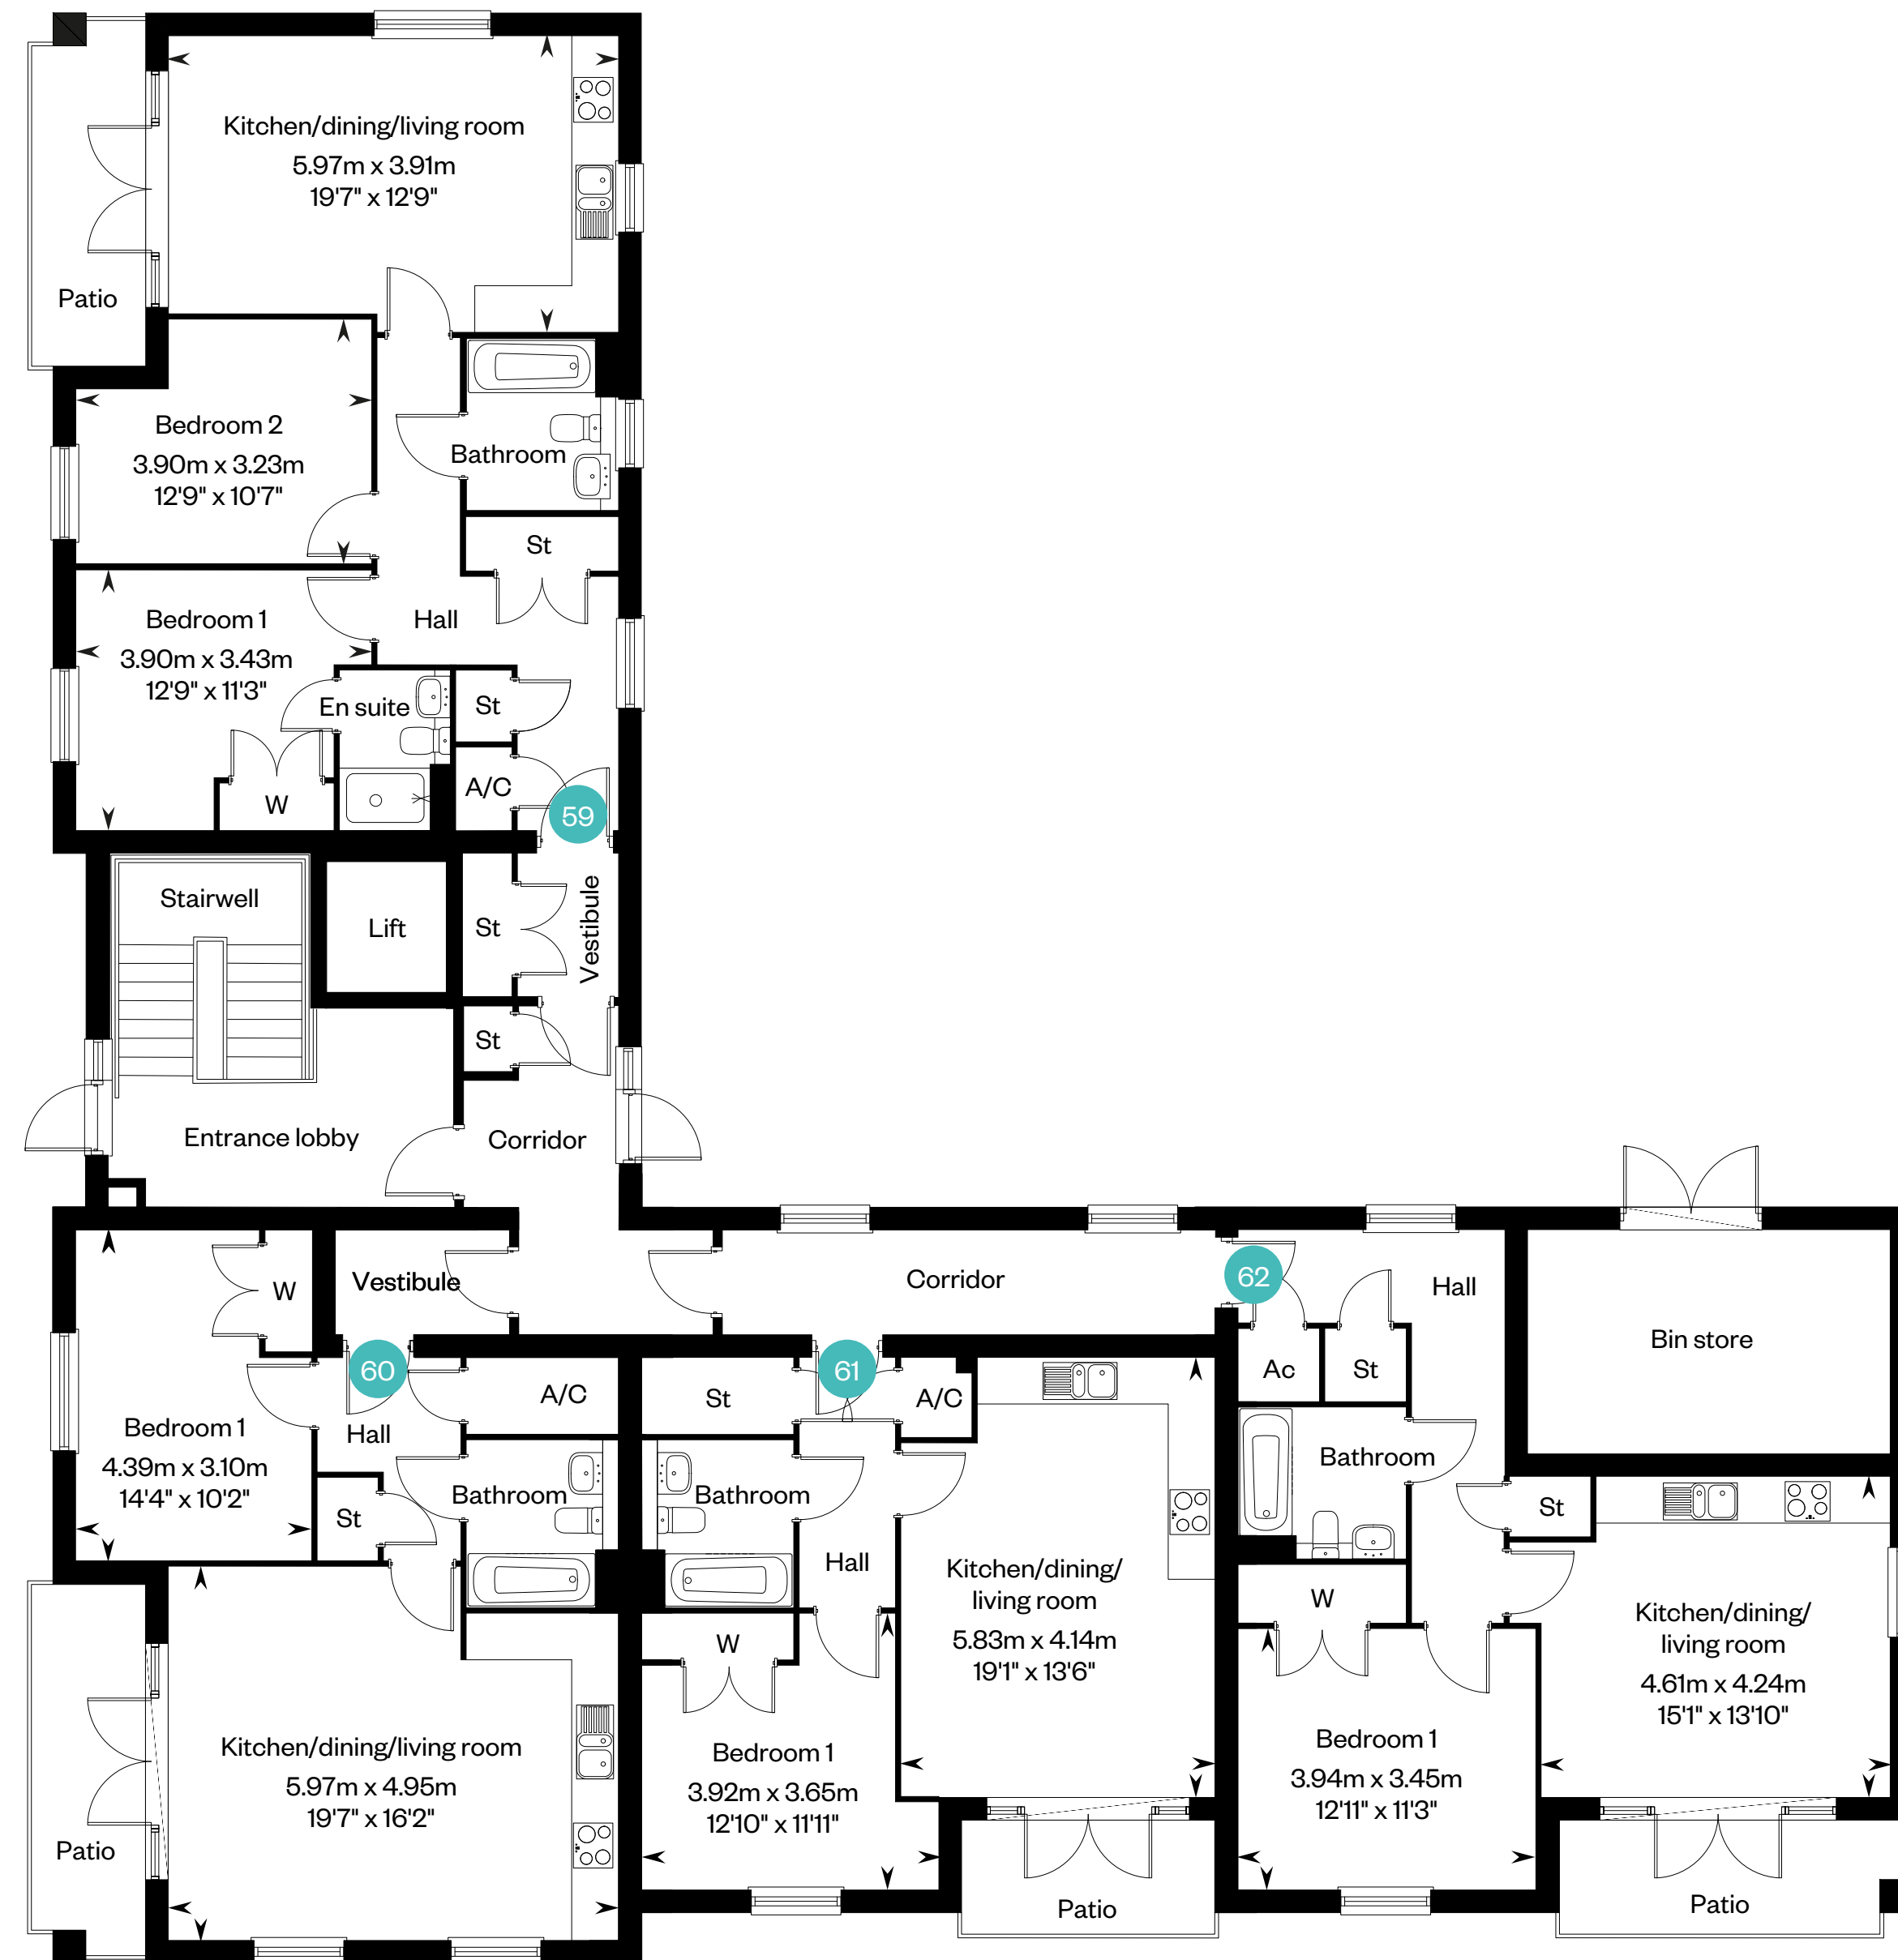 Kitchen/dining/living room
5.97m x 3.91m
19'7" x 12'9"
Patio
Bedroom 2
3.90m x 3.23m
12'9" x 10'7"
Bathroom
St
Bedroom 1
3.90m x 3.43m
12'9" x 11'3"
Hall
En suite
St
W
A/C
59
Stairwell
Lift
St
Vestibule
St
Entrance lobby
Corridor
Vestibule
Corridor
62
Hall
W
Bin store
60
61
Ac
St
A/C
St
A/C
Bedroom 1
4.39m x 3.10m
14'4" x 10'2"
Hall
Bathroom
Bathroom
Bathroom
St
St
Hall
Kitchen/dining/
living room
5.83m x 4.14m
19'1" x 13'6"
W
W
Kitchen/dining/
living room
4.61m x 4.24m
15'1" x 13'10"
Kitchen/dining/living room
5.97m x 4.95m
19'7" x 16'2"
Bedroom 1
3.92m x 3.65m
12'10" x 11'11"
Bedroom 1
3.94m x 3.45m
12'11" x 11'3"
Patio
Patio
Patio